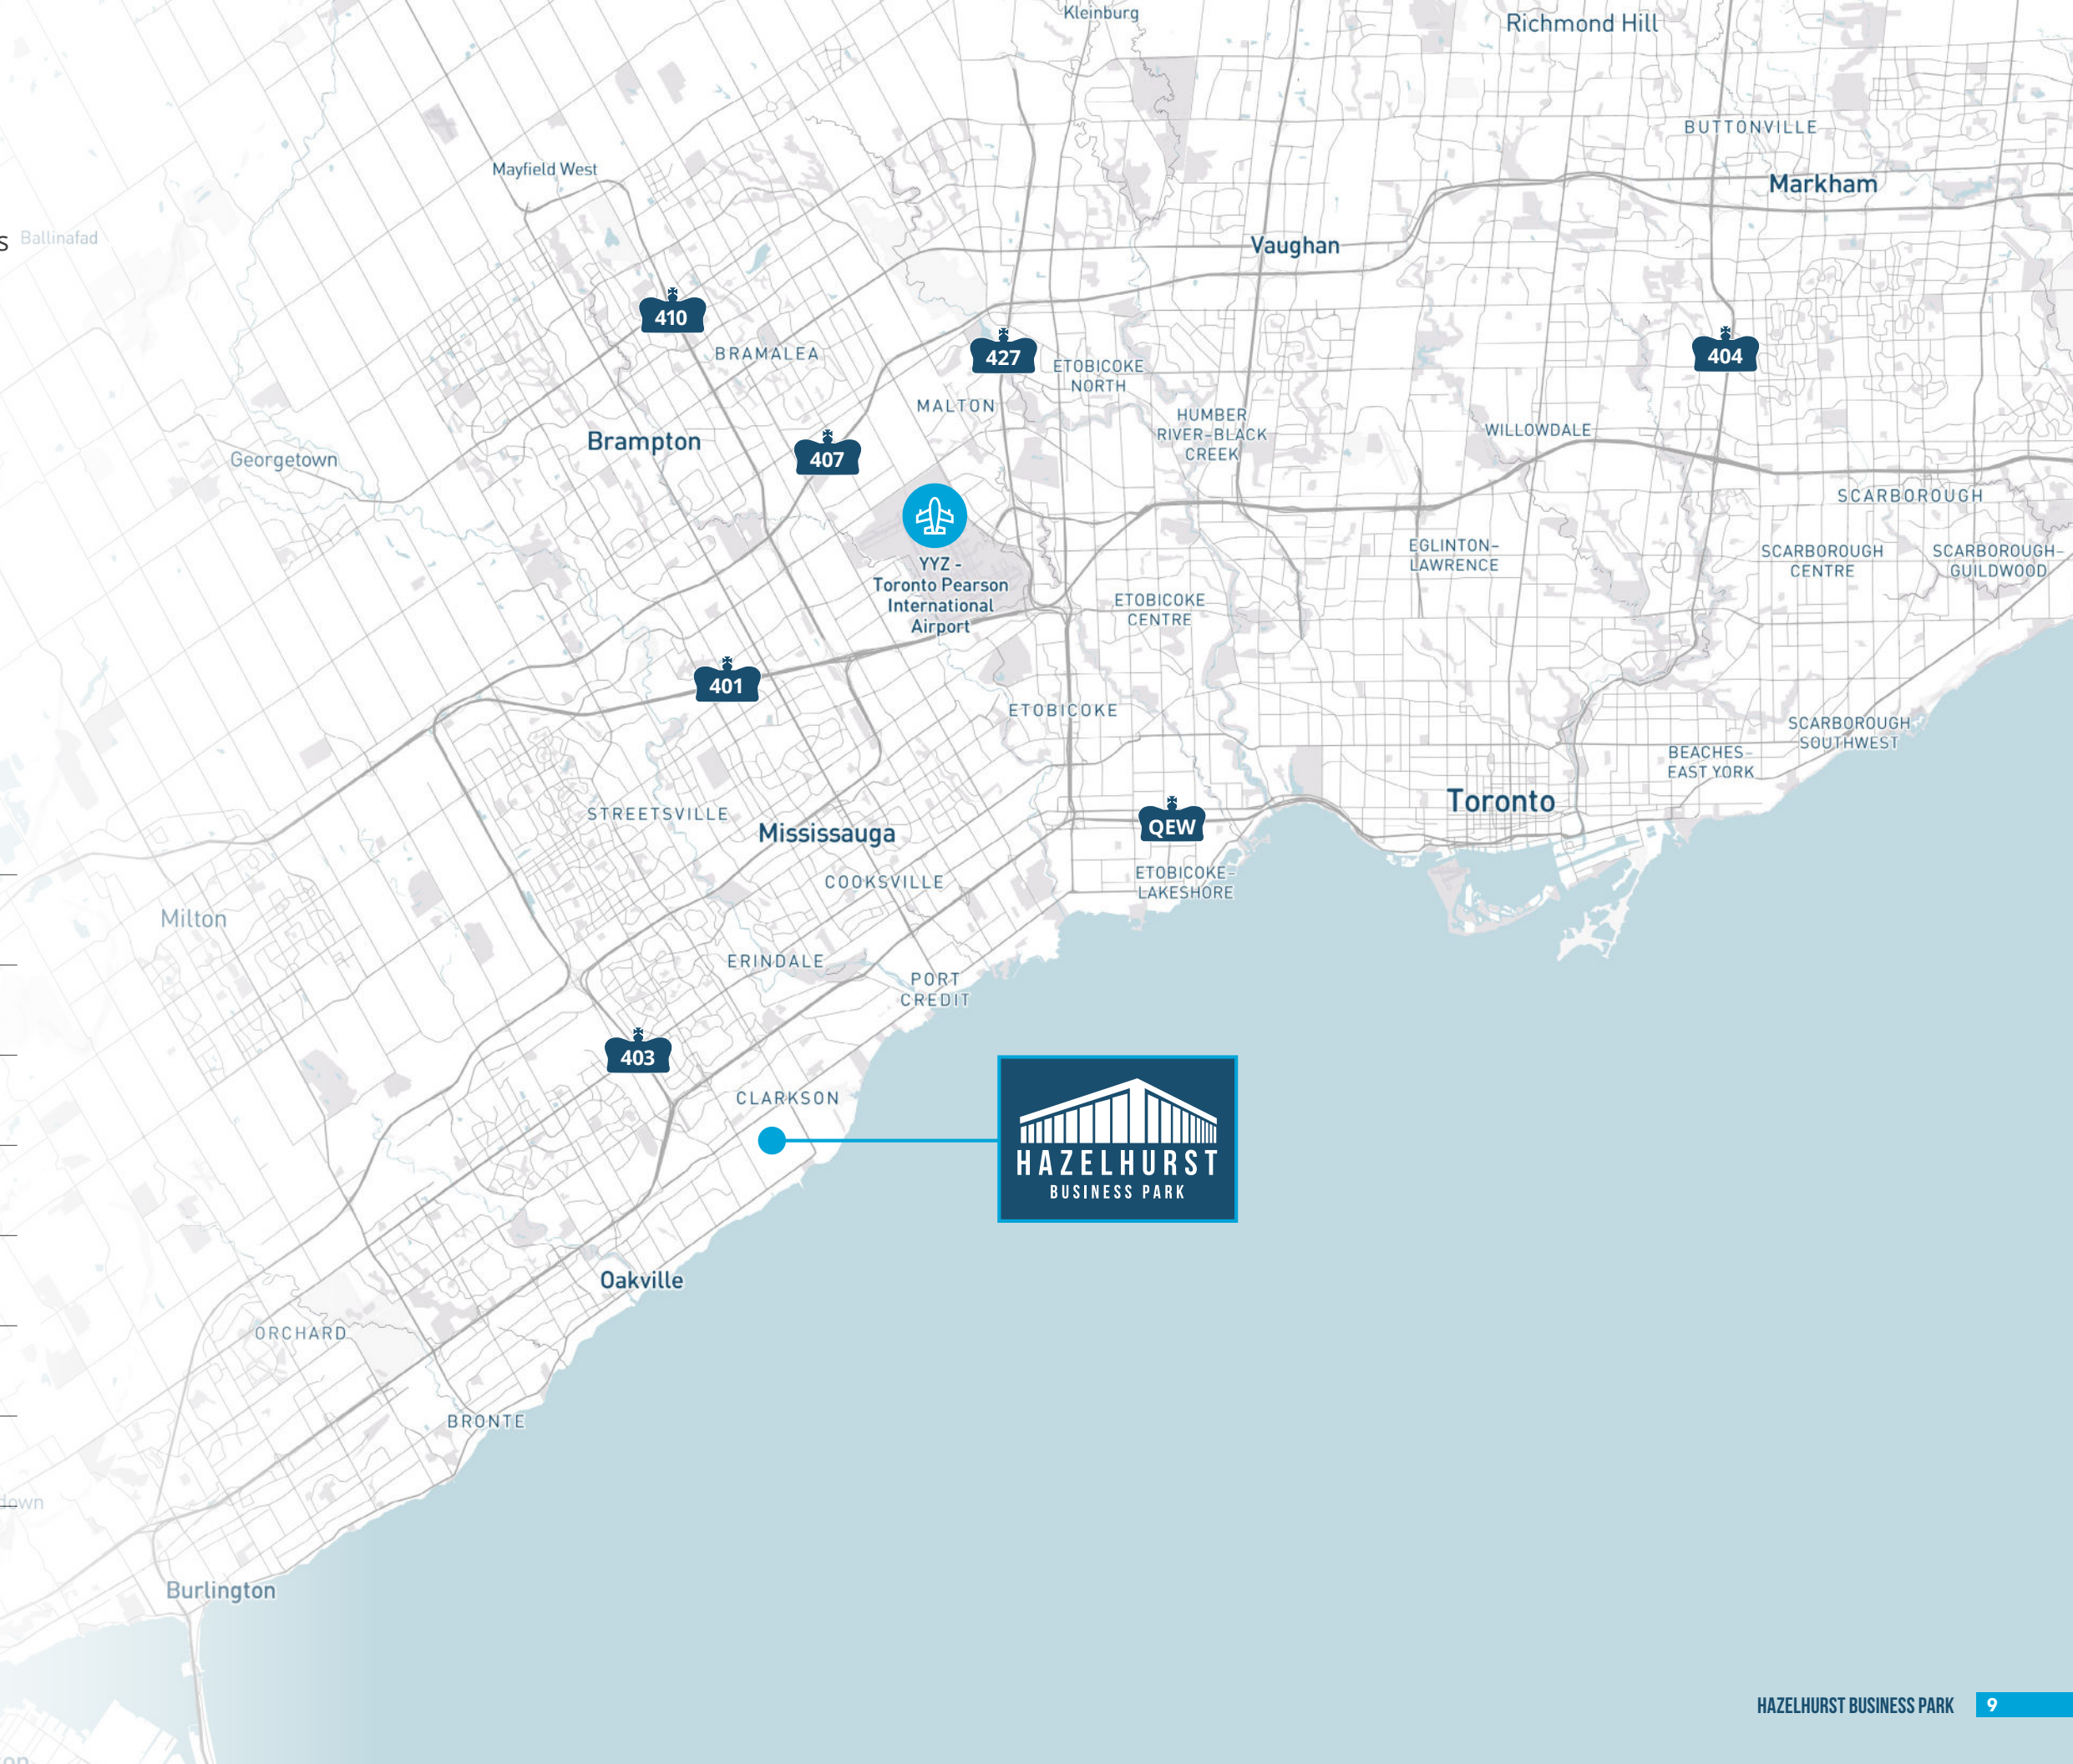 Kleinburg
Richmond Hill
BUTTONVILLE
Mayfield West
Markham
s
Ballinafad
Vaughan
410
BRAMALEA
427
ETOBICOKE
NORTH
404
MALTON
HUMBER
RIVER-BLACK
CREEK
WILLOWDALE
Brampton
407
Georgetown
SCARBOROUGH
EGLINTON-
LAWRENCE
SCARBOROUGH
CENTRE
SCARBOROUGH-
GUILDWOOD
YYZ -
Toronto Pearson
International
Airport
ETOBICOKE
CENTRE
401
ETOBICOKE
SCARBOROUGH
SOUTHWEST
BEACHES-
EAST YORK
STREETSVILLE
Mississauga
Toronto
QEW
COOKSVILLE
ETOBICOKE-
LAKESHORE
Milton
ERINDALE
PORT
CREDIT
403
CLARKSON
HAZELHURST
BUSINESS PARK
Oakville
ORCHARD
BRONTE
Burlington
HAZELHURST BUSINESS PARK 9